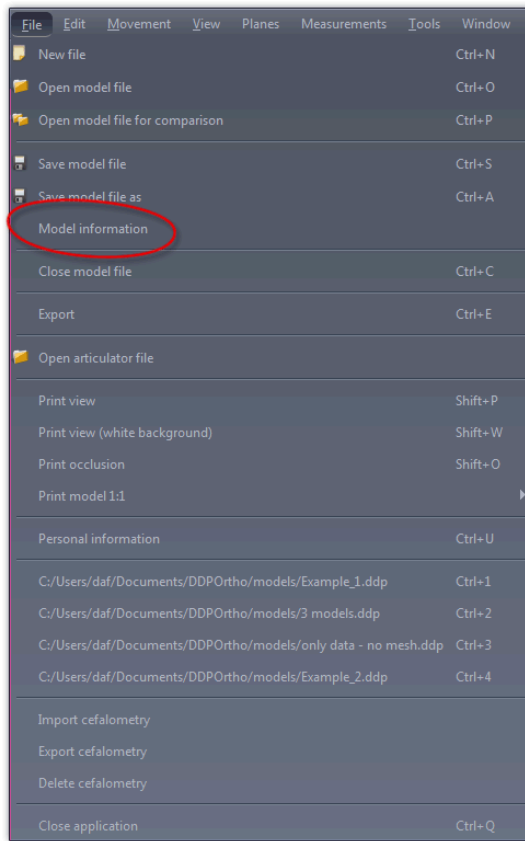 File Edit Movement View Planes Measurements Tools Window
New file Ctrl+N
Open model file Ctrl+O
Open model file for comparison Ctrl+P
Save model file Ctrl+S
Save model file as Ctrl+A
Model information
Close model file Ctrl+C
Export Ctrl+E
Open articulator file
Print view Shift+P
Print view (white background) Shift+W
Print occlusion Shift+O
Print model 1:1
Personal information Ctrl+U
C:/Users/daf/Documents/DDPOrtho/models/Example_1.ddp Ctrl+1
C:/Users/daf/Documents/DDPOrtho/models/3 models.ddp Ctrl+2
C:/Users/daf/Documents/DDPOrtho/models/only data - no mesh.ddp Ctrl+3
C:/Users/daf/Documents/DDPOrtho/models/Example_2.ddp Ctrl+4
Import cefalometry
Export cefalometry
Delete cefalometry
Close application Ctrl+Q